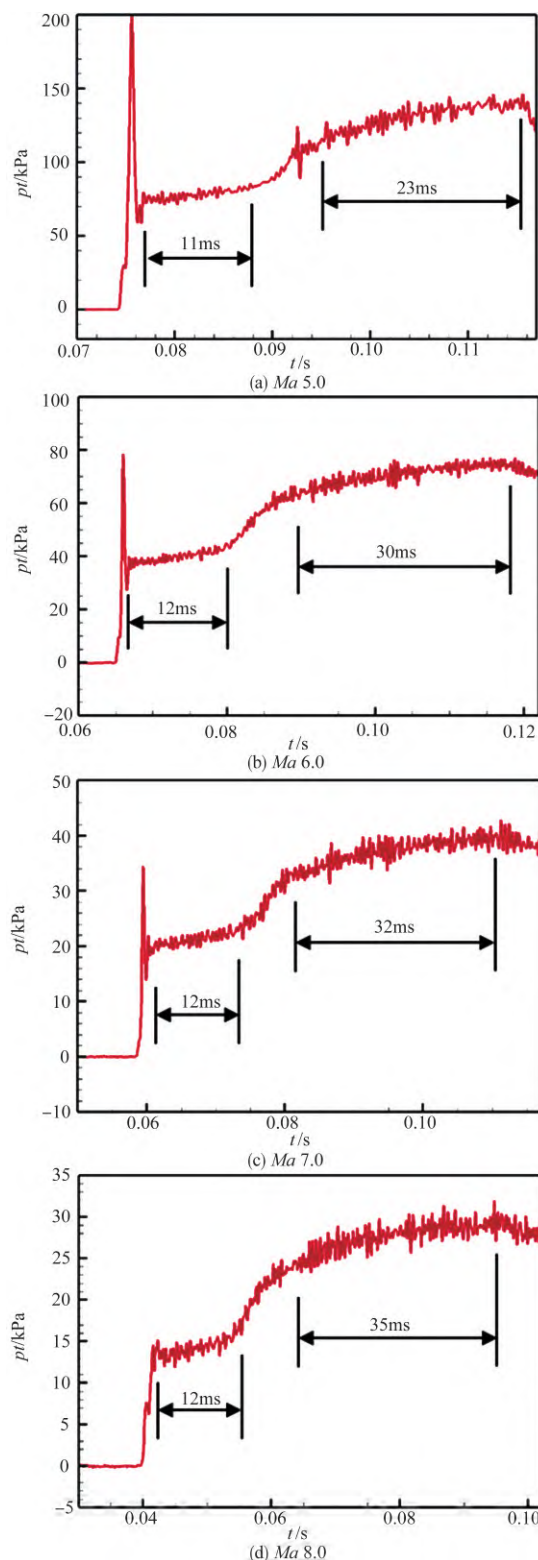 200
150
100
50
0
pt/kPa
11ms
23ms
0.07 0.08 0.09 0.10 0.11
t/s
(a) Ma 5.0
100
80
60
40
20
0
−20
pt/kPa
12ms
30ms
0.06 0.08 0.10 0.12
t/s
(b) Ma 6.0
50
40
30
20
10
0
−10
pt/kPa
12ms
32ms
0.06 0.08 0.10
t/s
(c) Ma 7.0
35
30
25
20
15
10
5
0
−5
pt/kPa
12ms
35ms
0.04 0.06 0.08 0.10
t/s
(d) Ma 8.0